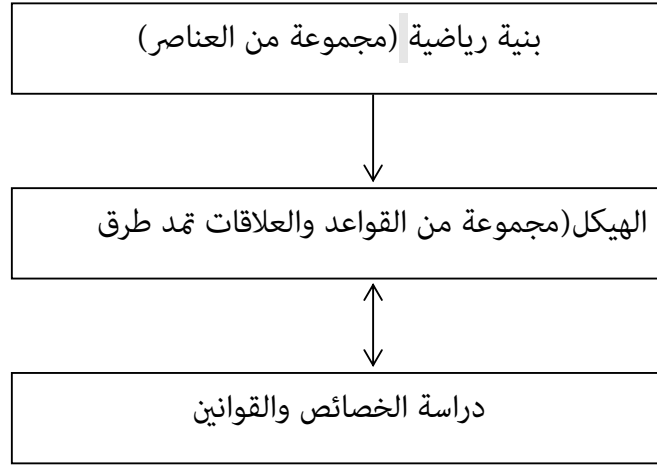 بنية رياضية (مجموعة من العناصر)
الهيكل(مجموعة من القواعد والعلاقات تمد طرق
دراسة الخصائص والقوانين